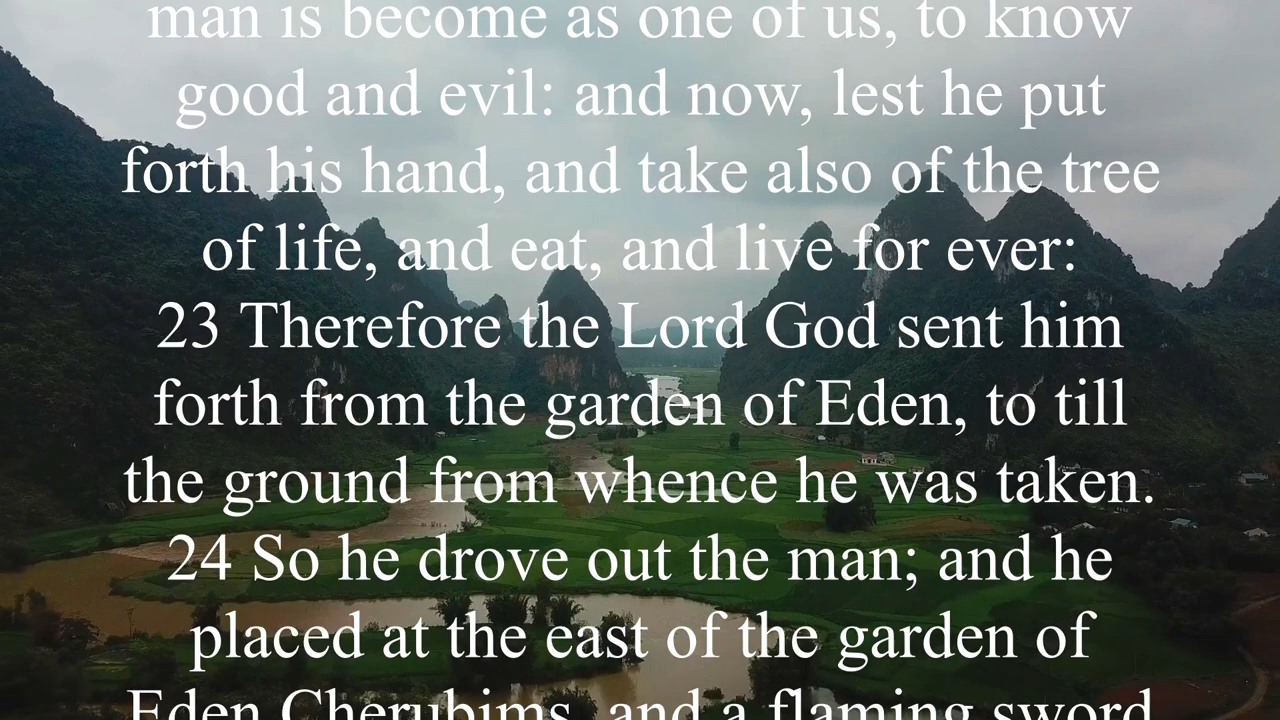 man is become as one of us, to know
good and evil: and now, lest he put
forth his hand, and take also of the tree
of life, and eat, and live for ever:
23 Therefore the Lord God sent him
forth from the garden of Eden, to till
the ground from whence he was taken.
24 So he drove out the man; and he
placed at the east of the garden of
Eden Cherubims, and a flaming sword